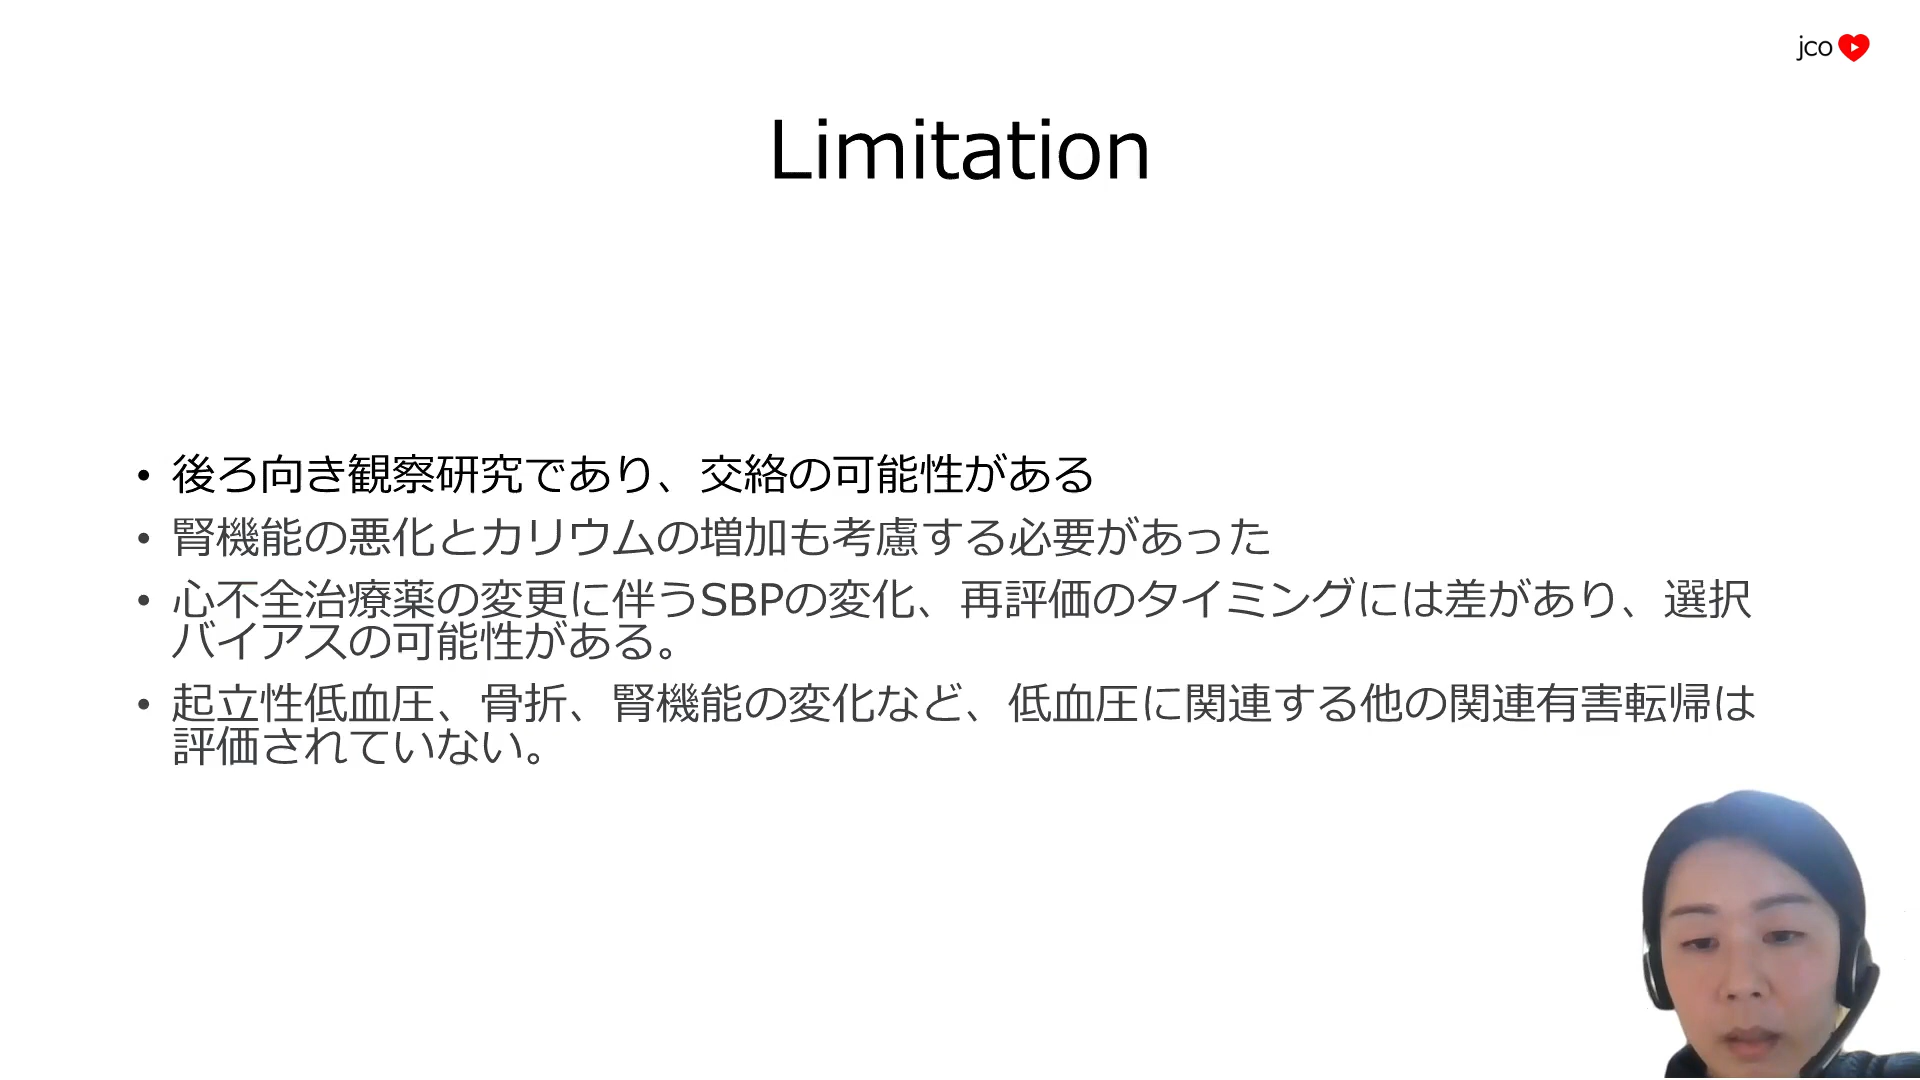 jco
Limitation
• 後ろ向き観察研究であり、交絡の可能性がある
• 腎機能の悪化とカリウムの増加も考慮する必要があった
• 心不全治療薬の変更に伴うSBPの変化、再評価のタイミングには差があり、選択
バイアスの可能性がある。
• 起立性低血圧、骨折、腎機能の変化など、低血圧に関連する他の関連有害転帰は
評価されていない。